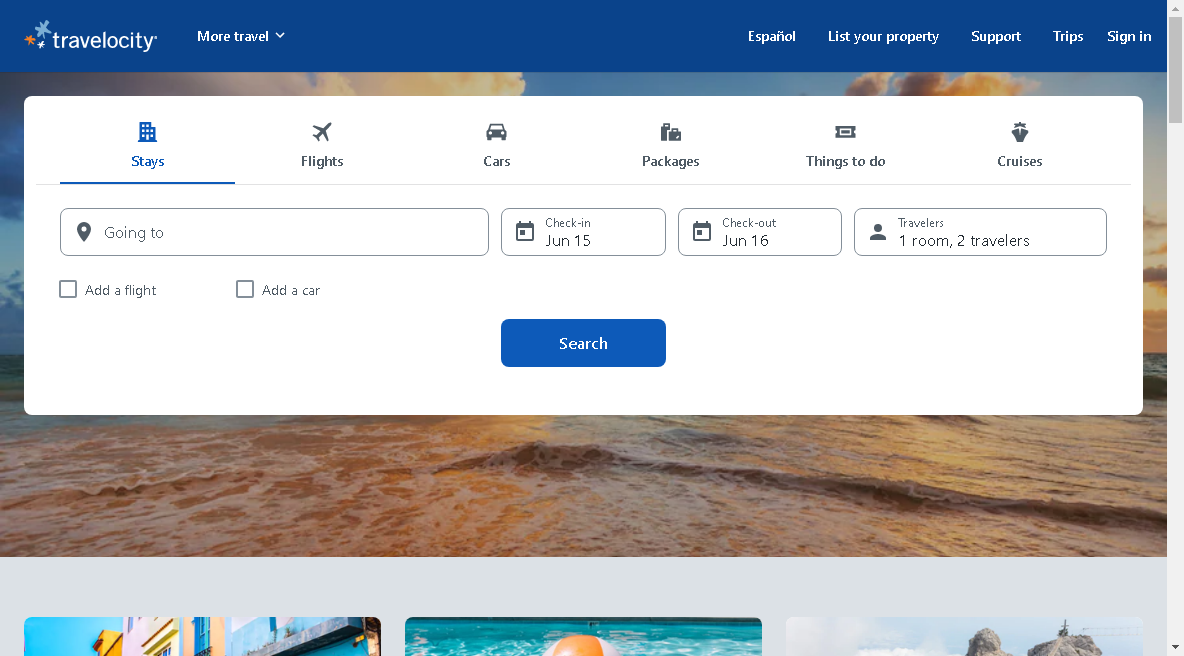 travelocity
More travel
Español
List your property
Support
Trips
Sign in
Stays
Flights
Cars
Packages
Things to do
Cruises
Going to
Check-in
Jun 15
Check-out
Jun 16
Travelers
1 room, 2 travelers
Add a flight
Add a car
Search